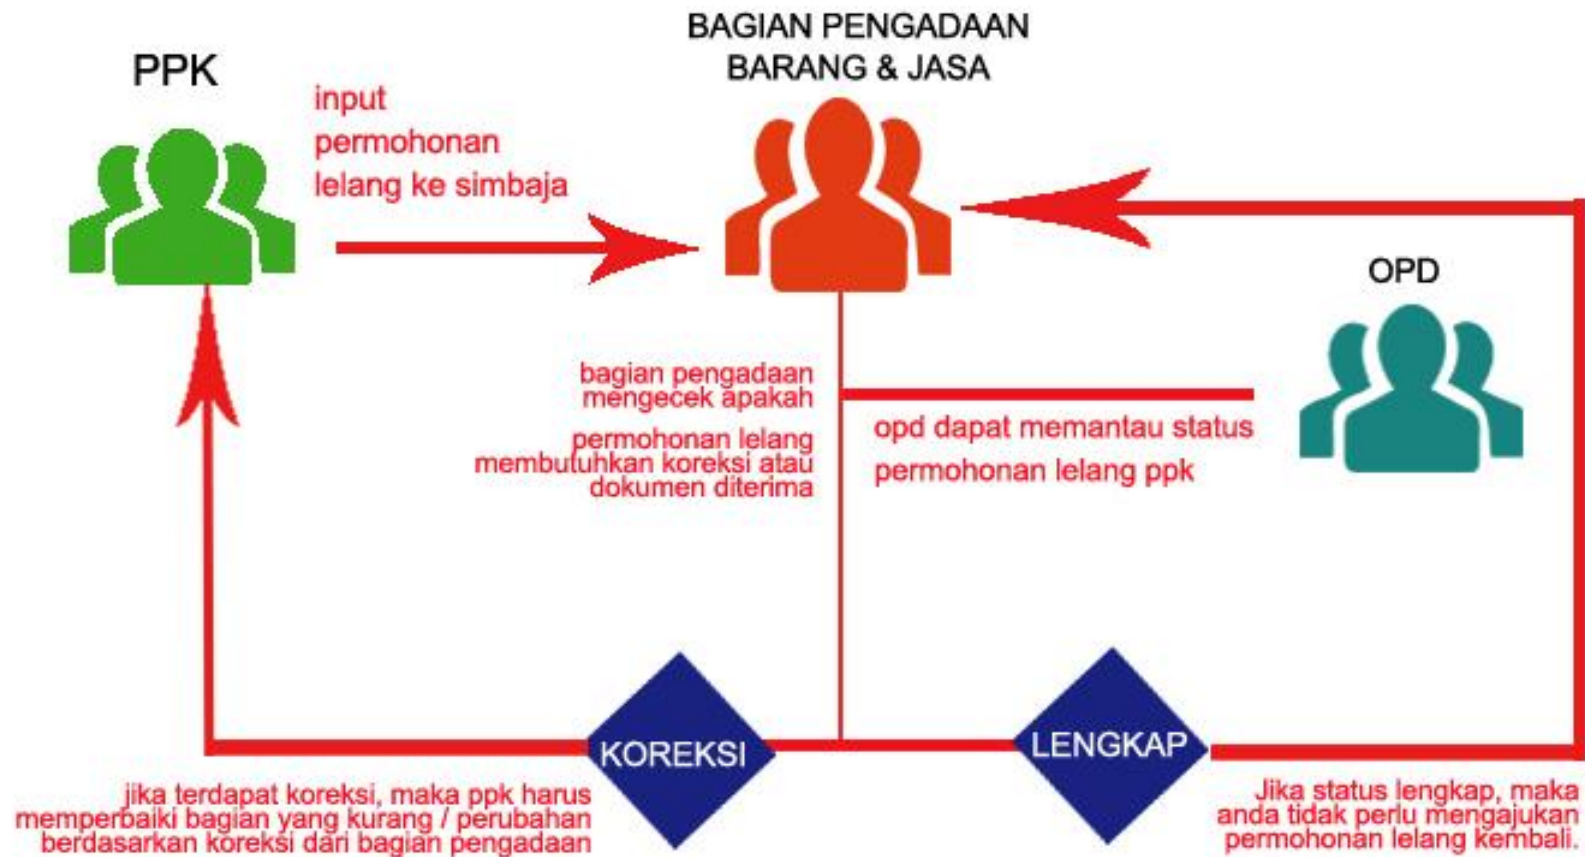 PPK
input
permohonan
lelang ke simbaja
BAGIAN PENGADAAN
BARANG & JASA
OPD
bagian pengadaan
mengecek apakah
permohonan lelang
membutuhkan koreksi atau
dokumen diterima
opd dapat memantau status
permohonan lelang ppk
KOREKSI
LENGKAP
jika terdapat koreksi, maka ppk harus
memperbaiki bagian yang kurang / perubahan
berdasarkan koreksi dari bagian pengadaan
Jika status lengkap, maka
anda tidak perlu mengajukan
permohonan lelang kembali.